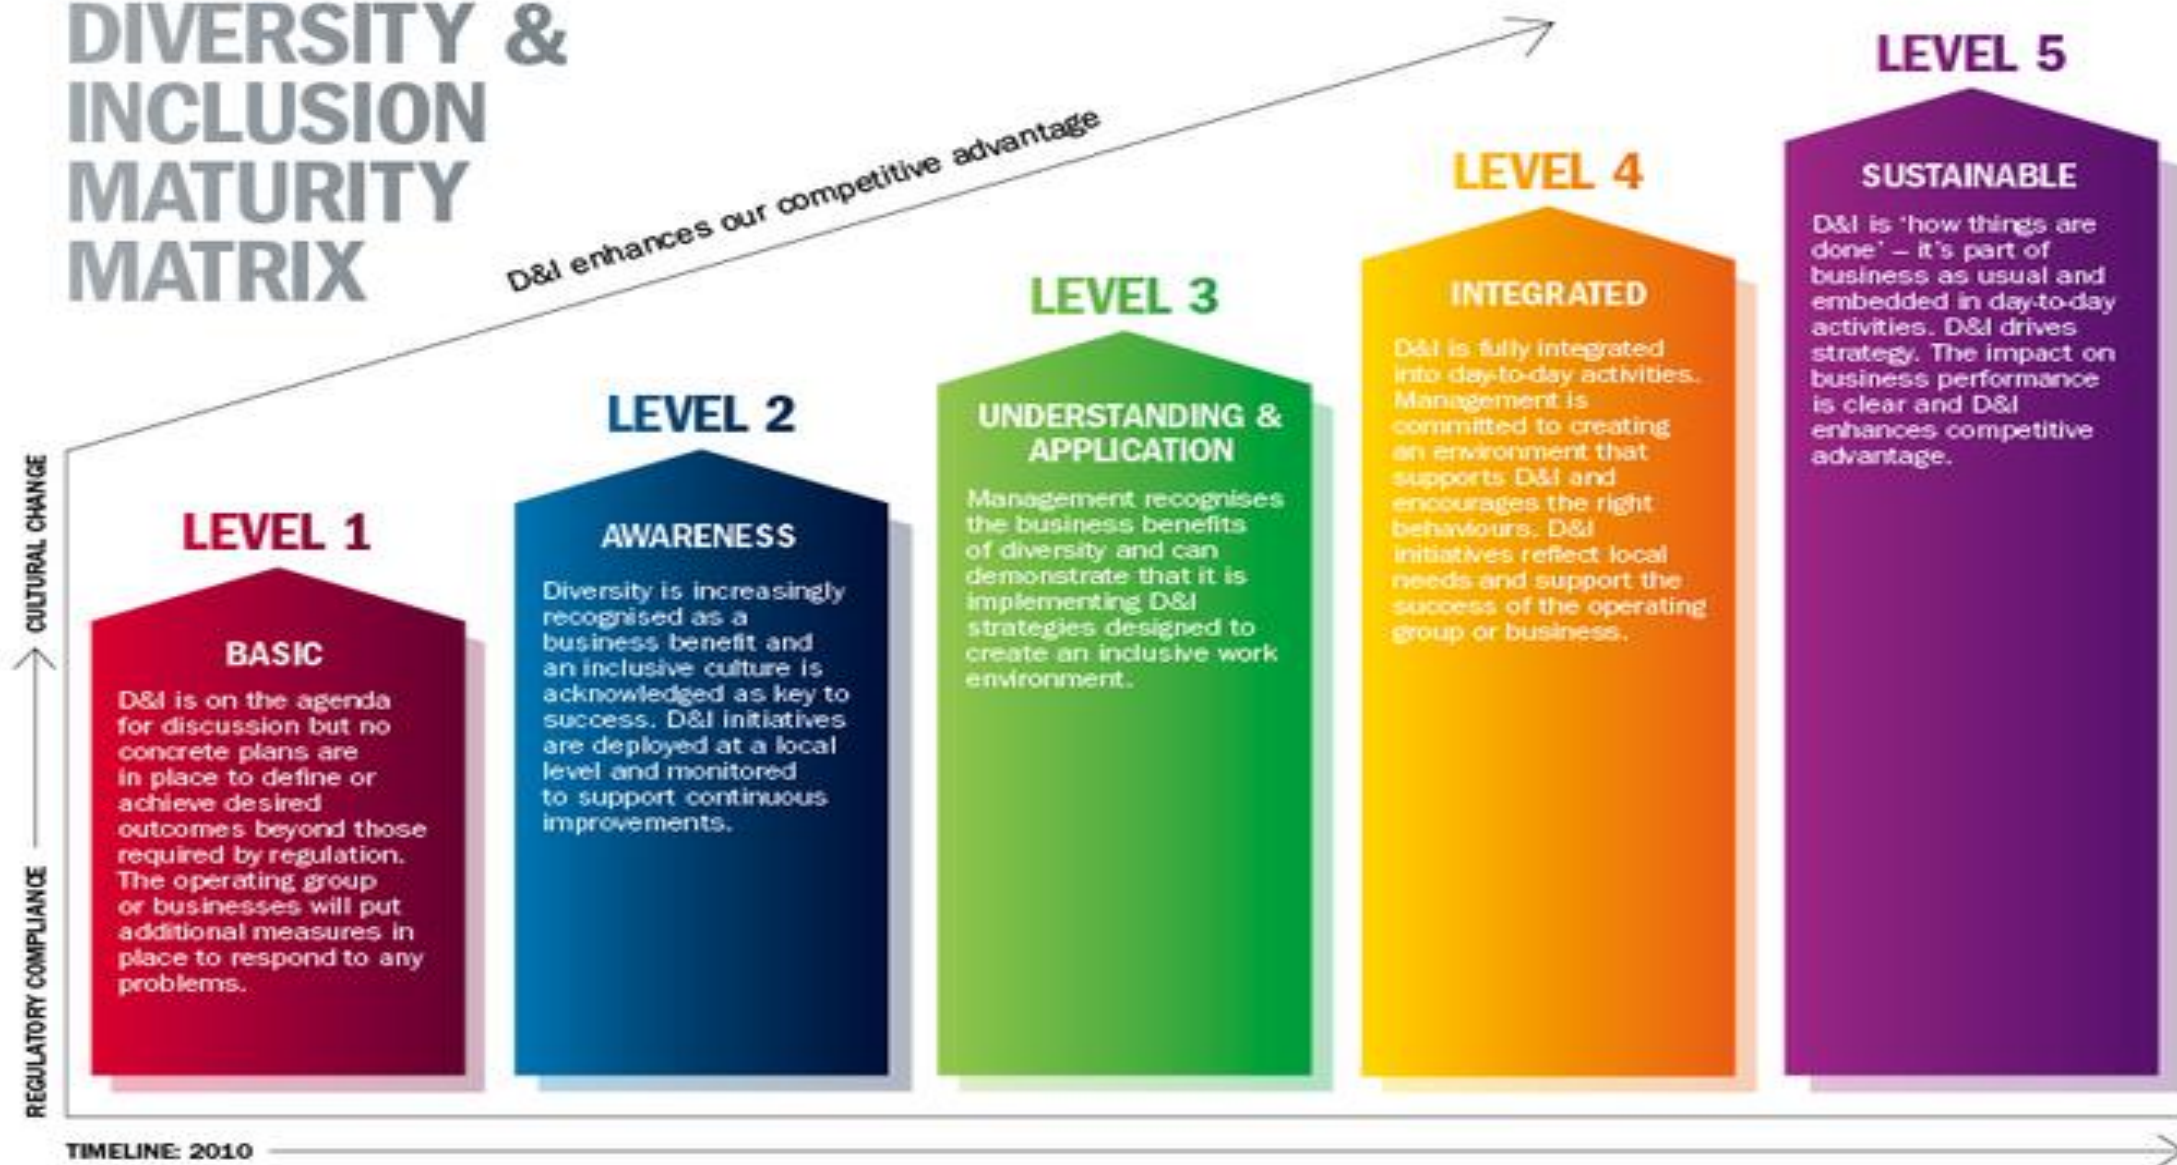 DIVERSITY &
INCLUSION
MATURITY
MATRIX
D&I enhances our competitive advantage
CULTURAL CHANGE
REGULATORY COMPLIANCE
LEVEL 1
BASIC
D&I is on the agenda
for discussion but no
concrete plans are
in place to define or
achieve desired
outcomes beyond those
required by regulation.
The operating group
or businesses will put
additional measures in
place to respond to any
problems.
LEVEL 2
AWARENESS
Diversity is increasingly
recognised as a
business benefit and
an inclusive culture is
acknowledged as key to
success. D&I initiatives
are deployed at a local
level and monitored
to support continuous
improvements.
LEVEL 3
UNDERSTANDING &
APPLICATION
Management recognises
the business benefits
of diversity and can
demonstrate that it is
implementing D&I
strategies designed to
create an inclusive work
environment.
LEVEL 4
INTEGRATED
D&I is fully integrated
into day-to-day activities.
Management is
committed to creating
an environment that
supports D&I and
encourages the right
behaviours. D&I
initiatives reflect local
needs and support the
success of the operating
group or business.
LEVEL 5
SUSTAINABLE
D&I is ‘how things are
done’ – it’s part of
business as usual and
embedded in day-to-day
activities. D&I drives
strategy. The impact on
business performance
is clear and D&I
enhances competitive
advantage.
TIMELINE: 2010